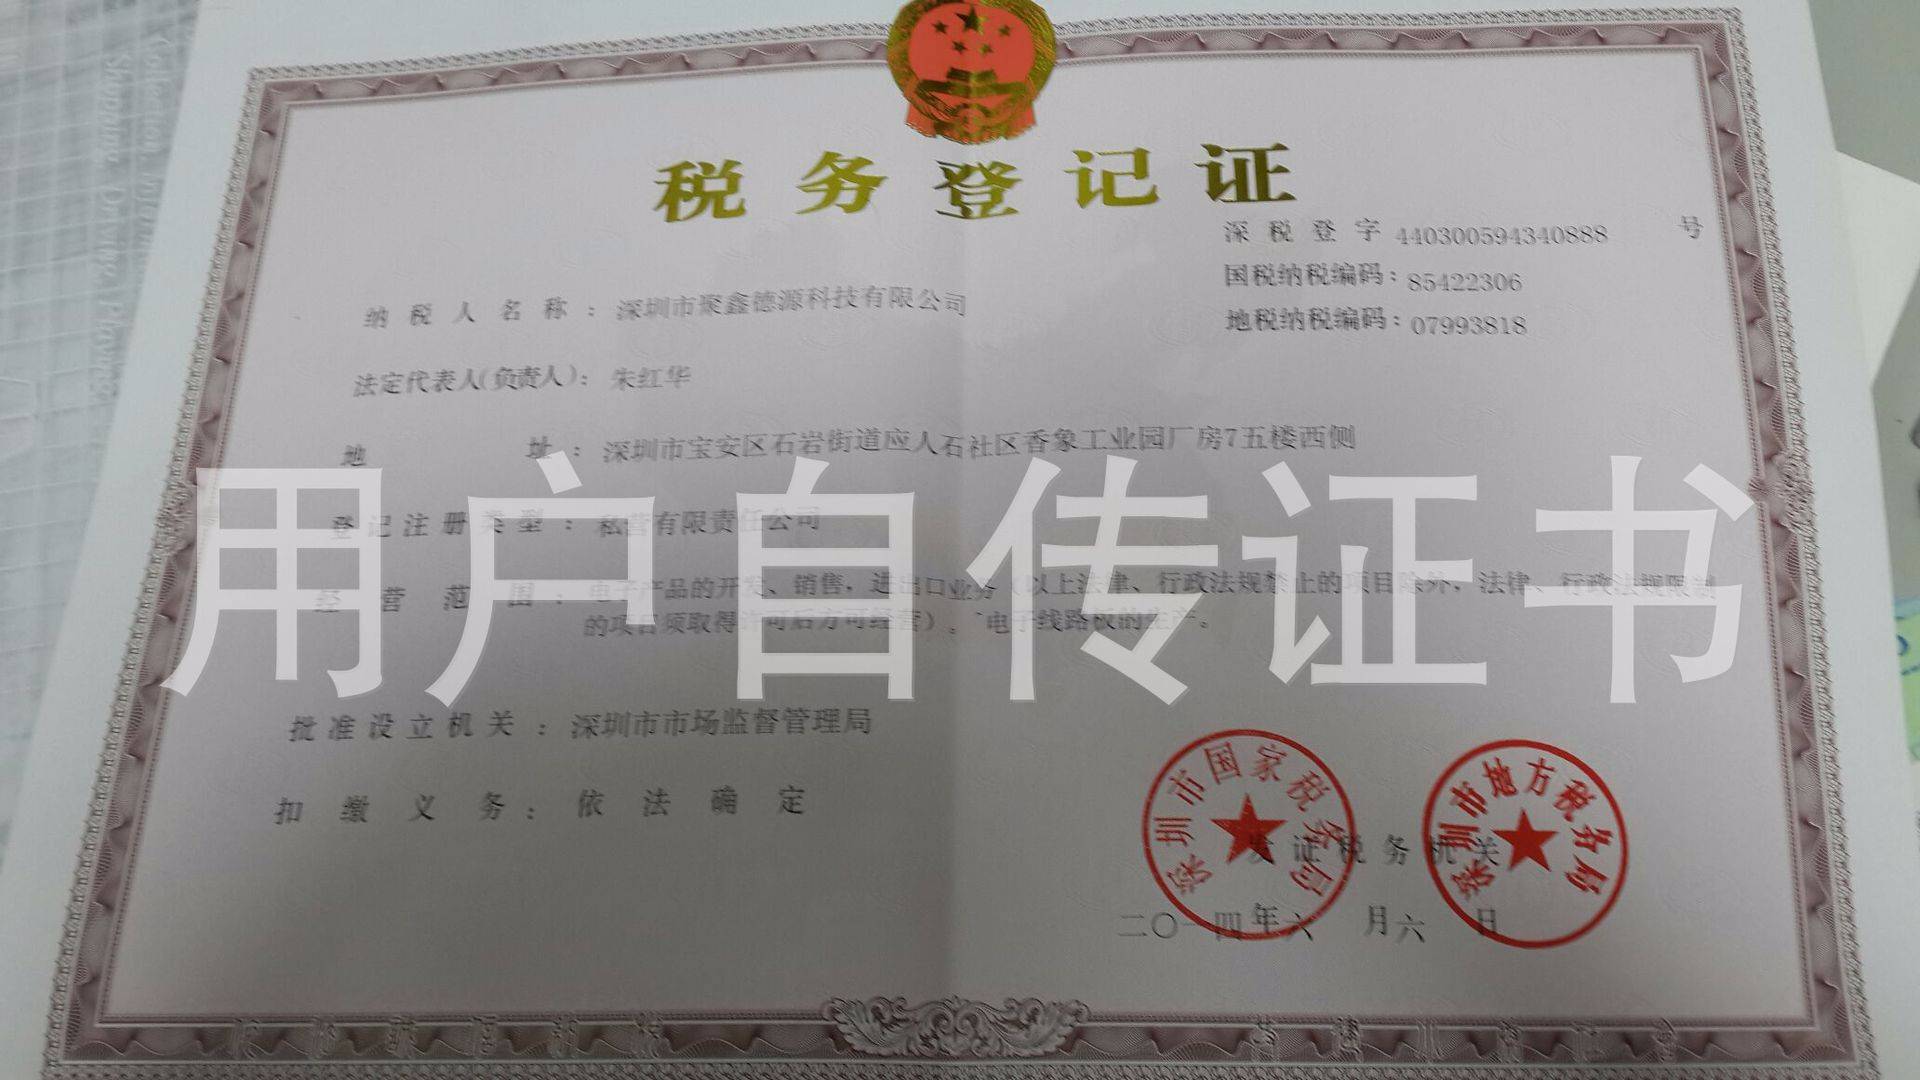 税务登记证
深税登字 440300594340888 号
国税纳税编码：85422306
地税纳税编码：07993818
纳税人名称：深圳市聚鑫德源科技有限公司
法定代表人(负责人)：朱红华
地址：深圳市宝安区石岩街道应人石社区香象工业园厂房7五楼西侧
用户自传证书
登记注册类型：私营有限责任公司
经营范围：电子产品的开发、销售，进出口业务（以上法律、行政法规禁止的项目除外，法律、行政法规限制
的项目须取得许可后方可经营）。电子线路板的生产。
批准设立机关：深圳市市场监督管理局
扣缴义务：依法确定
深圳市国家税务局
深圳市地方税务局
发证税务机关
二〇一四年六月六日